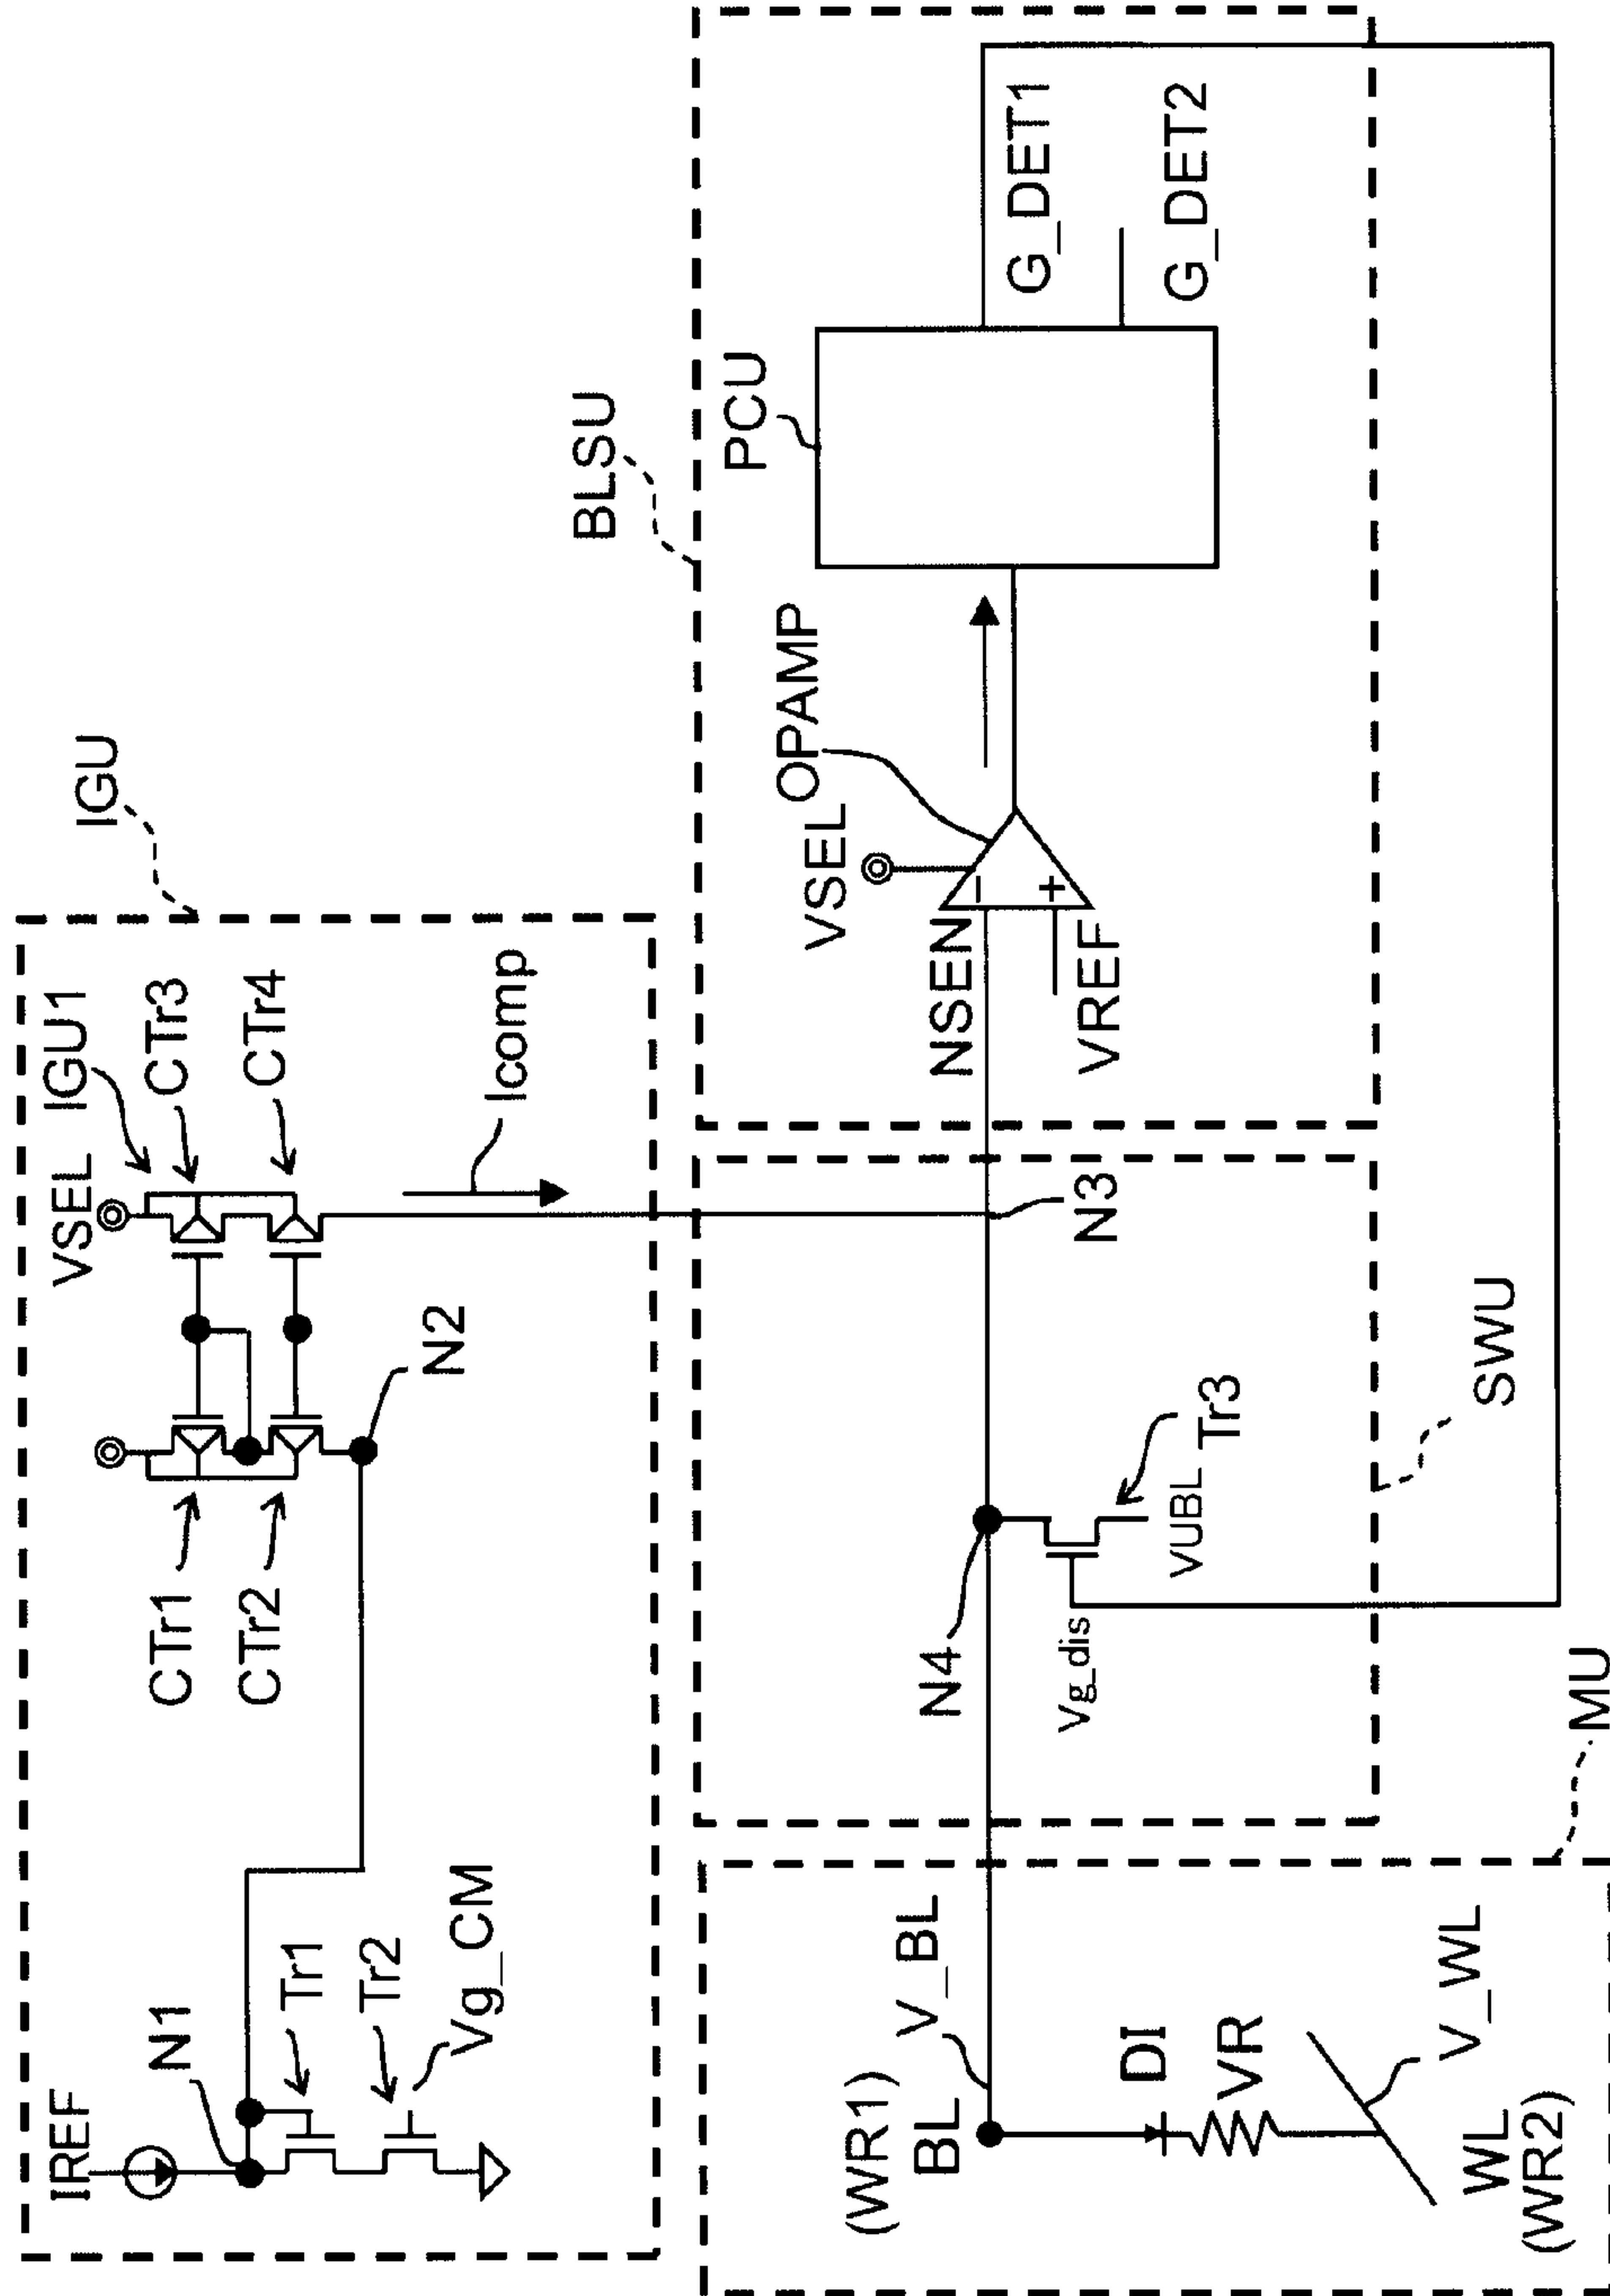 IGU
IREF
N1
Tr1
Tr2
Vg_CM
CTr1
CTr2
N2
VSEL
IGU1
CTr3
CTr4
Icomp
BLSU
(WR1)
BL
V_BL
DI
VR
WL
(WR2)
V_WL
MU
N4
Vg_dis
VUBL
Tr3
N3
SWU
VSEL
OPAMP
NSEN
−
+
VREF
PCU
G_DET1
G_DET2